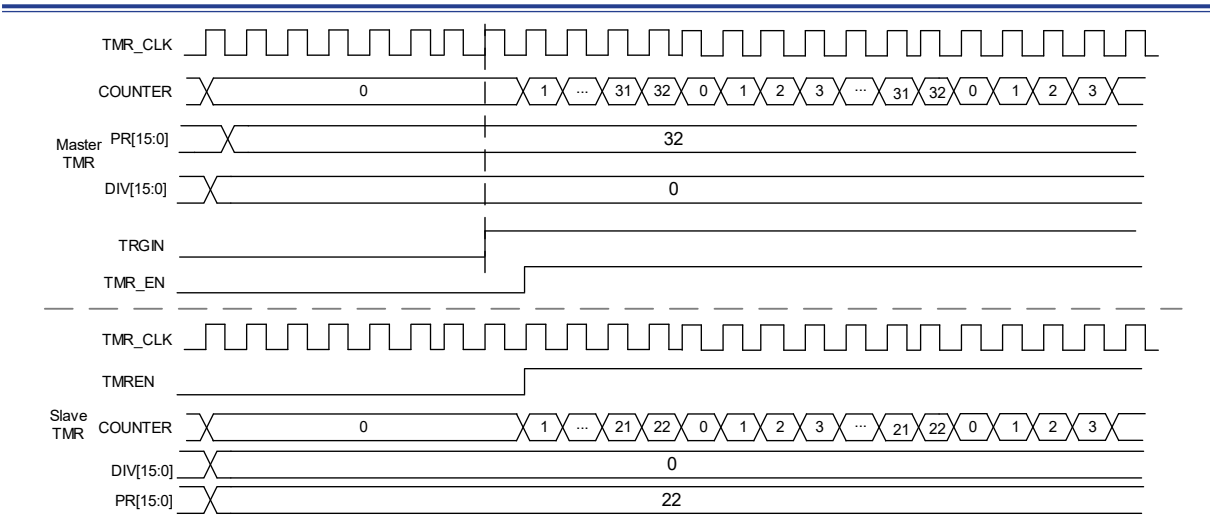 TMR_CLK
COUNTER 0 1 ... 31 32 0 1 2 3 ... 31 32 0 1 2 3
Master TMR
PR[15:0] 32
DIV[15:0] 0
TRGIN
TMR_EN
TMR_CLK
TMREN
Slave TMR
COUNTER 0 1 ... 21 22 0 1 2 3 ... 21 22 0 1 2 3
DIV[15:0] 0
PR[15:0] 22